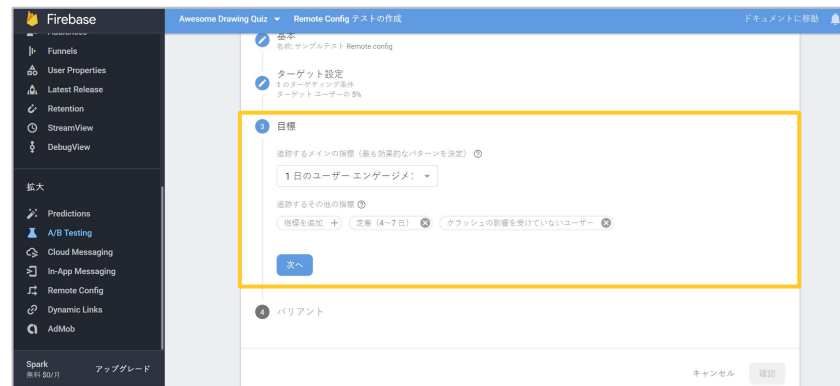 Firebase
Awesome Drawing Quiz
Remote Config テストの作成
ドキュメントに移動
Funnels
User Properties
Latest Release
Retention
StreamView
DebugView
拡大
Predictions
A/B Testing
Cloud Messaging
In-App Messaging
Remote Config
Dynamic Links
AdMob
Spark
無料 $0/月
アップグレード
基本
名前: サンプルテスト Remote config
ターゲット設定
1 のターゲティング条件
ターゲット ユーザーの 5%
3 目標
追跡するメインの指標（最も効果的なパターンを決定）
1 日のユーザー エンゲージメ:
追跡するその他の指標
指標を追加 + 定着（4～7 日） クラッシュの影響を受けていないユーザー
次へ
4 バリアント
キャンセル 確認